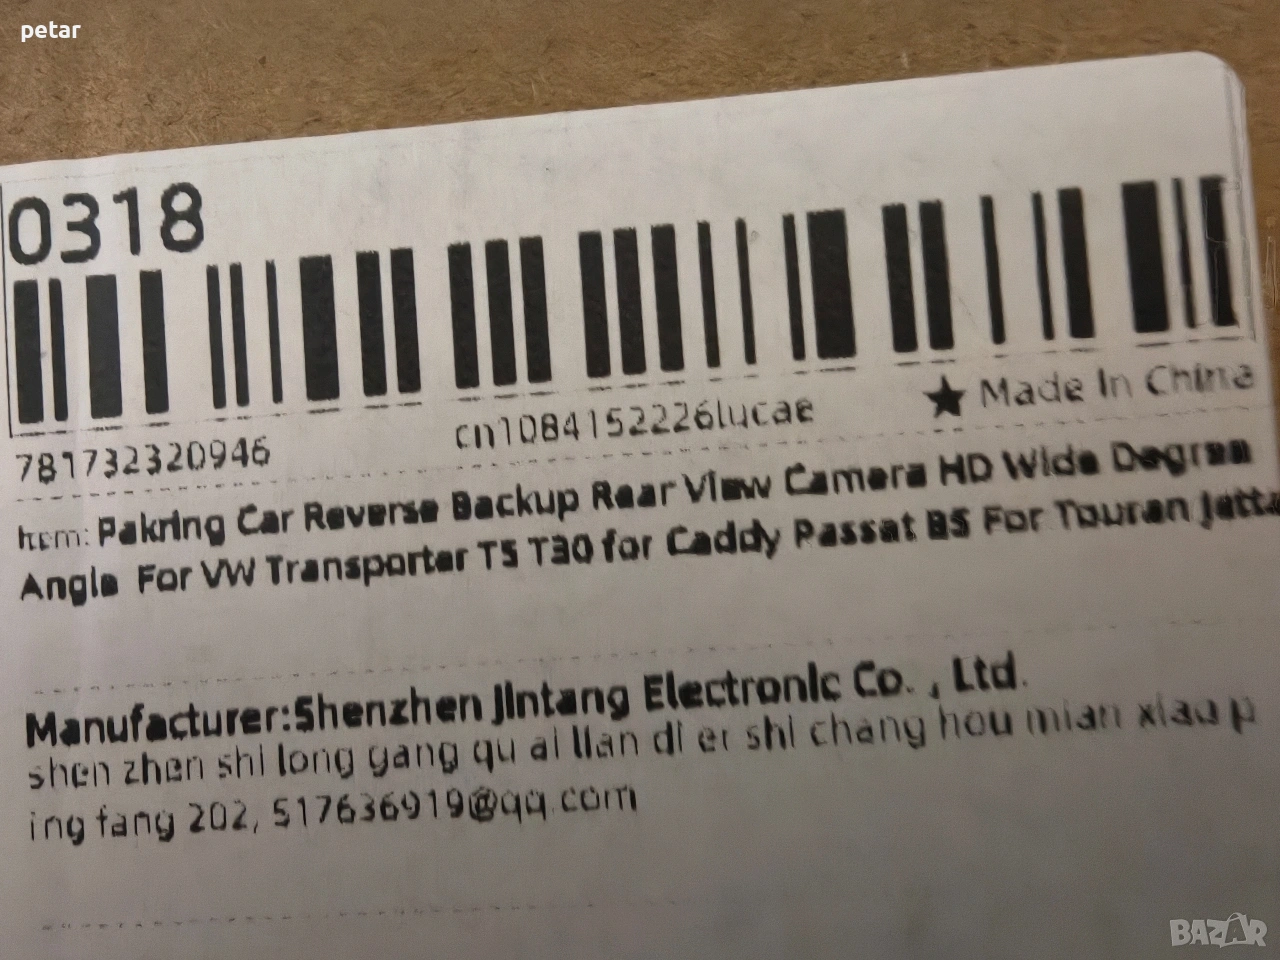 petar
0318
781732320946
cn1084152226lucae
★ Made In China
Item: Pakring Car Reverse Backup Rear View Camera HD Wide Degree
Angle For VW Transporter T5 T30 for Caddy Passat B5 For Touran Jetta
Manufacturer:Shenzhen Jintang Electronic Co. , Ltd.
shen zhen shi long gang qu ai lian di er shi chang hou mian xiao p
ing fang 202, 517636919@qq.com
BAZAR